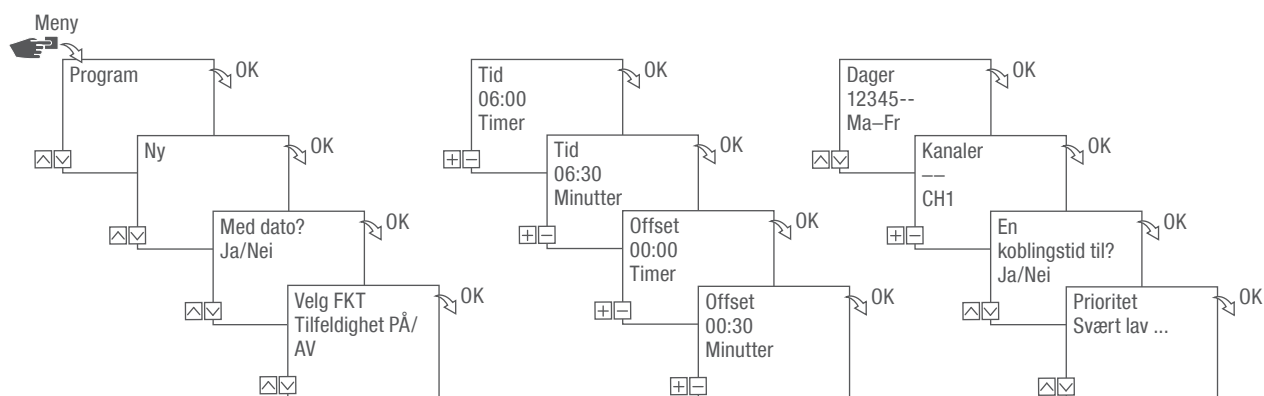 Meny
Program
OK
Ny
OK
Med dato?
Ja/Nei
OK
Velg FKT
Tilfeldighet PÅ/
AV
OK
Tid
06:00
Timer
OK
Tid
06:30
Minutter
OK
Offset
00:00
Timer
OK
Offset
00:30
Minutter
OK
Dager
12345--
Ma–Fr
OK
Kanaler
––
CH1
OK
En
koblingstid til?
Ja/Nei
OK
Prioritet
Svært lav ...
OK